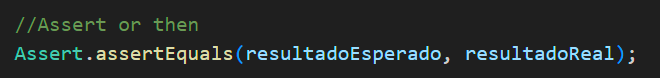 //Assert or then
Assert.assertEquals(resultadoEsperado, resultadoReal);